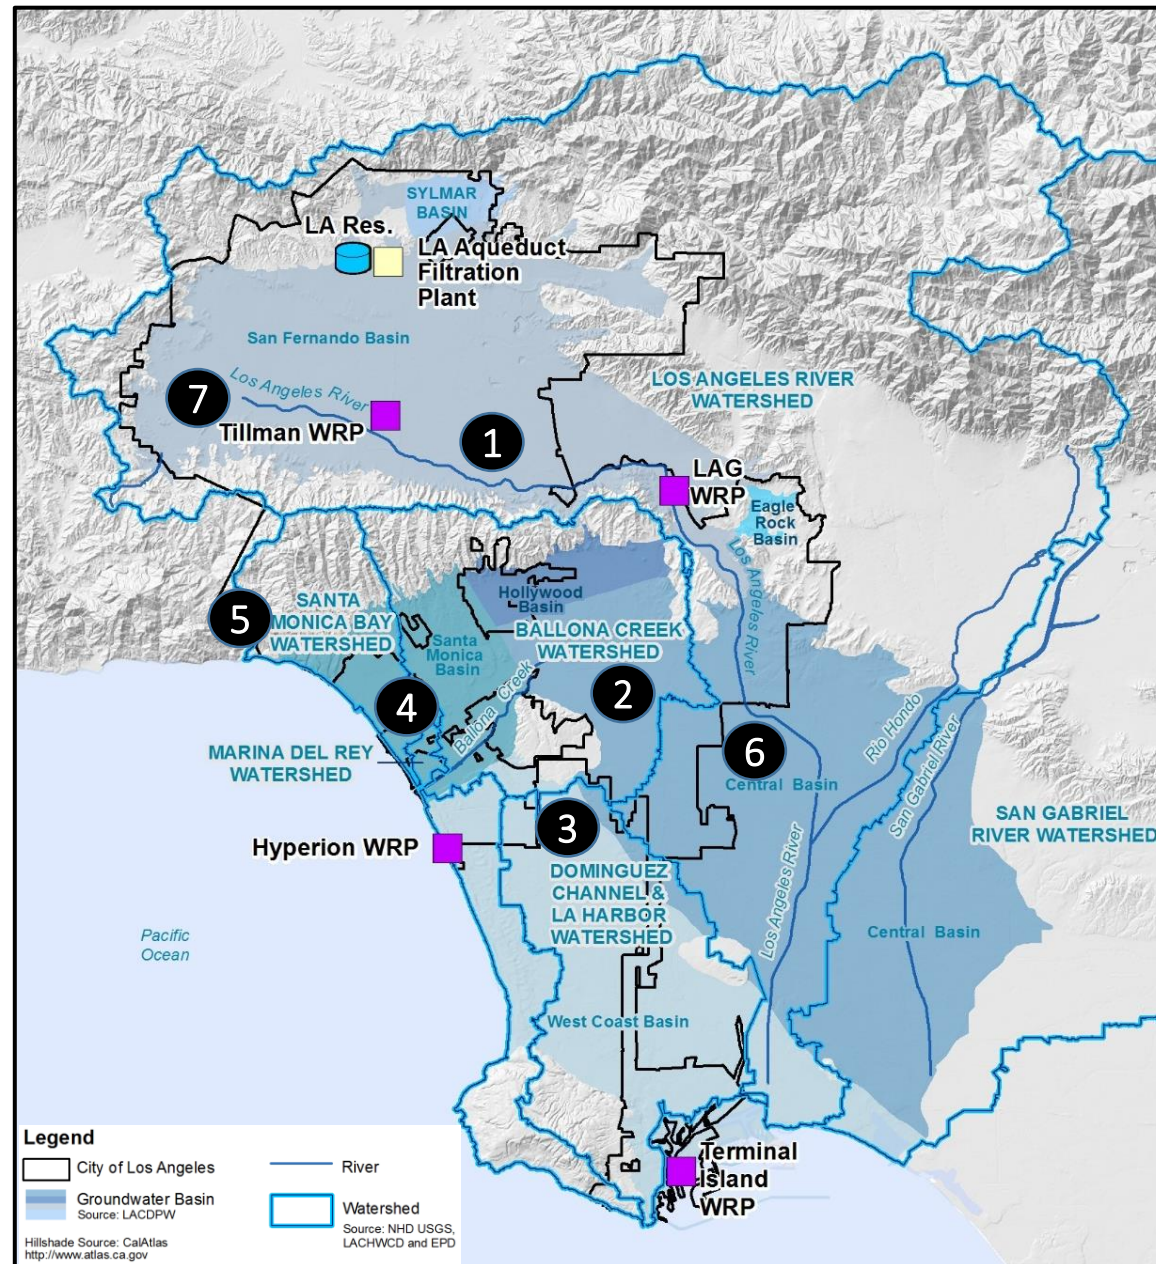 SYLMAR
BASIN
LA Res.
LA Aqueduct
Filtration
Plant
San Fernando Basin
7
Los Angeles River
LOS ANGELES RIVER
WATERSHED
1
Tillman WRP
LAG
WRP
Eagle
Rock
Basin
Los Angeles River
Hollywood
Basin
5
SANTA
MONICA BAY
WATERSHED
Santa
Monica
Basin
BALLONA CREEK
WATERSHED
2
4
Ballona Creek
Rio Hondo
San Gabriel River
6
MARINA DEL REY
WATERSHED
Central Basin
SAN GABRIEL
RIVER WATERSHED
3
Hyperion WRP
DOMINGUEZ
CHANNEL &
LA HARBOR
WATERSHED
Los Angeles River
Pacific
Ocean
Central Basin
West Coast Basin
Terminal
Island
WRP
Legend
City of Los Angeles
River
Groundwater Basin
Source: LACDPW
Watershed
Source: NHD USGS,
LACHWCD and EPD
Hillshade Source: CalAtlas
http://www.atlas.ca.gov